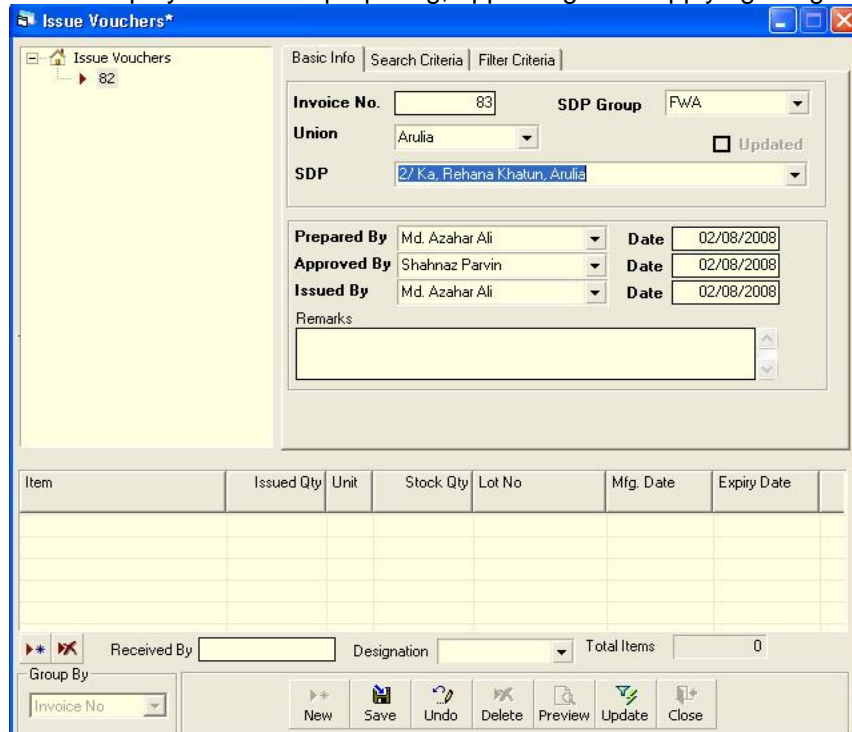 Issue Vouchers*
Issue Vouchers
82
Basic Info Search Criteria Filter Criteria
Invoice No. 83 SDP Group FWA
Union Arulia Updated
SDP 2/ Ka, Rehana Khatun, Arulia
Prepared By Md. Azahar Ali Date 02/08/2008
Approved By Shahnaz Parvin Date 02/08/2008
Issued By Md. Azahar Ali Date 02/08/2008
Remarks
Item Issued Qty Unit Stock Qty Lot No Mfg. Date Expiry Date
Received By Designation Total Items 0
Group By
Invoice No
New Save Undo Delete Preview Update Close